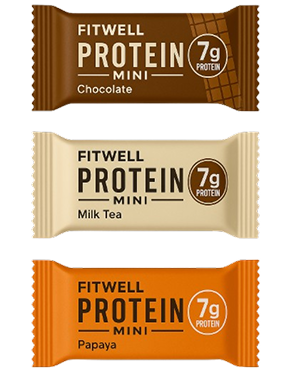 FITWELL
PROTEIN
MINI
Chocolate
7g
PROTEIN
FITWELL
PROTEIN
MINI
Milk Tea
7g
PROTEIN
FITWELL
PROTEIN
MINI
Papaya
7g
PROTEIN